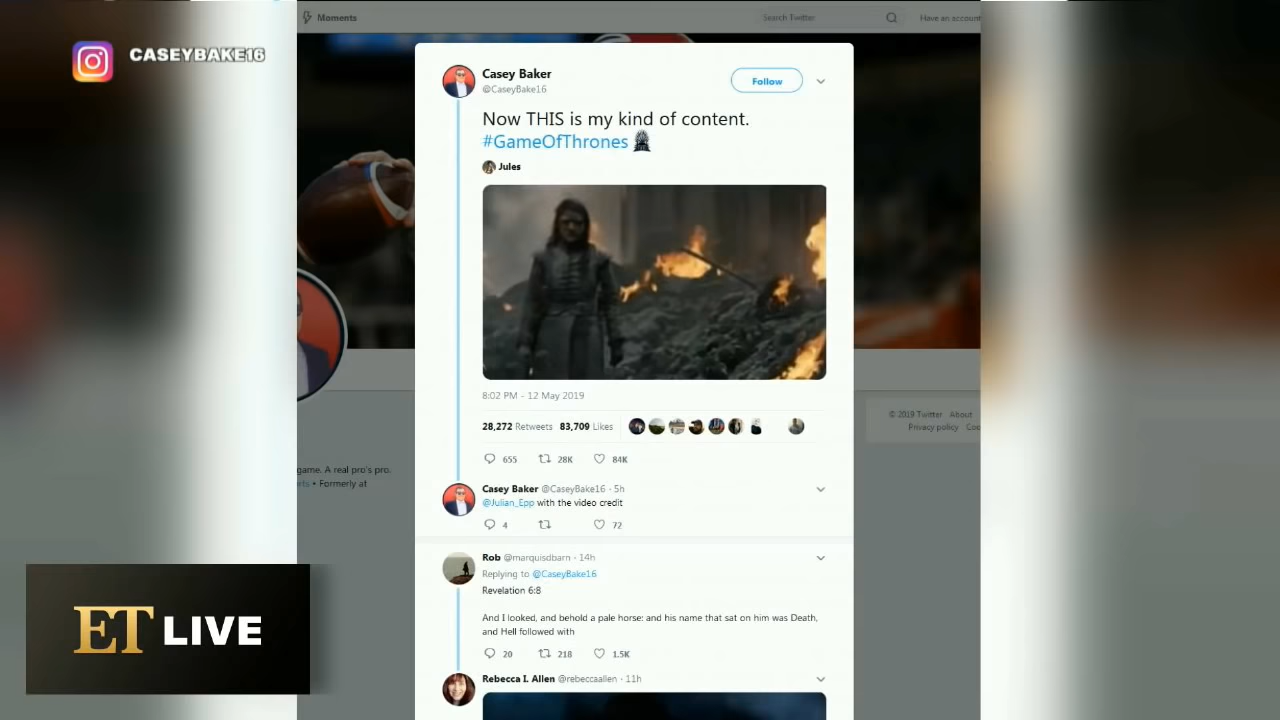 Moments
Search Twitter
Have an account
CASEYBAKE16
Casey Baker
@CaseyBake16
Follow
Now THIS is my kind of content.
#GameOfThrones
Jules
8:02 PM - 12 May 2019
28,272 Retweets 83,709 Likes
655 28K 84K
Casey Baker @CaseyBake16 · 5h
@Julian_Epp with the video credit
4 72
Rob @marquisdbarn · 14h
Replying to @CaseyBake16
Revelation 6:8
And I looked, and behold a pale horse: and his name that sat on him was Death,
and Hell followed with
20 218 1.5K
Rebecca I. Allen @rebeccaallen · 11h
game. A real pro's pro.
• Formerly at
© 2019 Twitter About
Privacy policy
ET LIVE